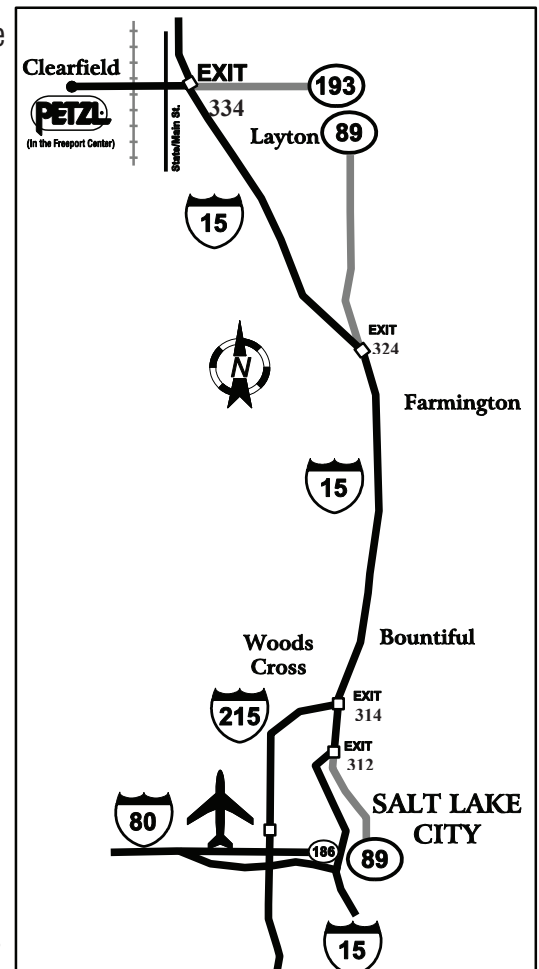 e
Clearfield
EXIT
334
193
PETZL
(In the Freeport Center)
State/Main St.
Layton
89
15
EXIT
324
N
Farmington
15
Woods
Cross
Bountiful
215
EXIT
314
EXIT
312
80
SALT LAKE
CITY
186
89
15